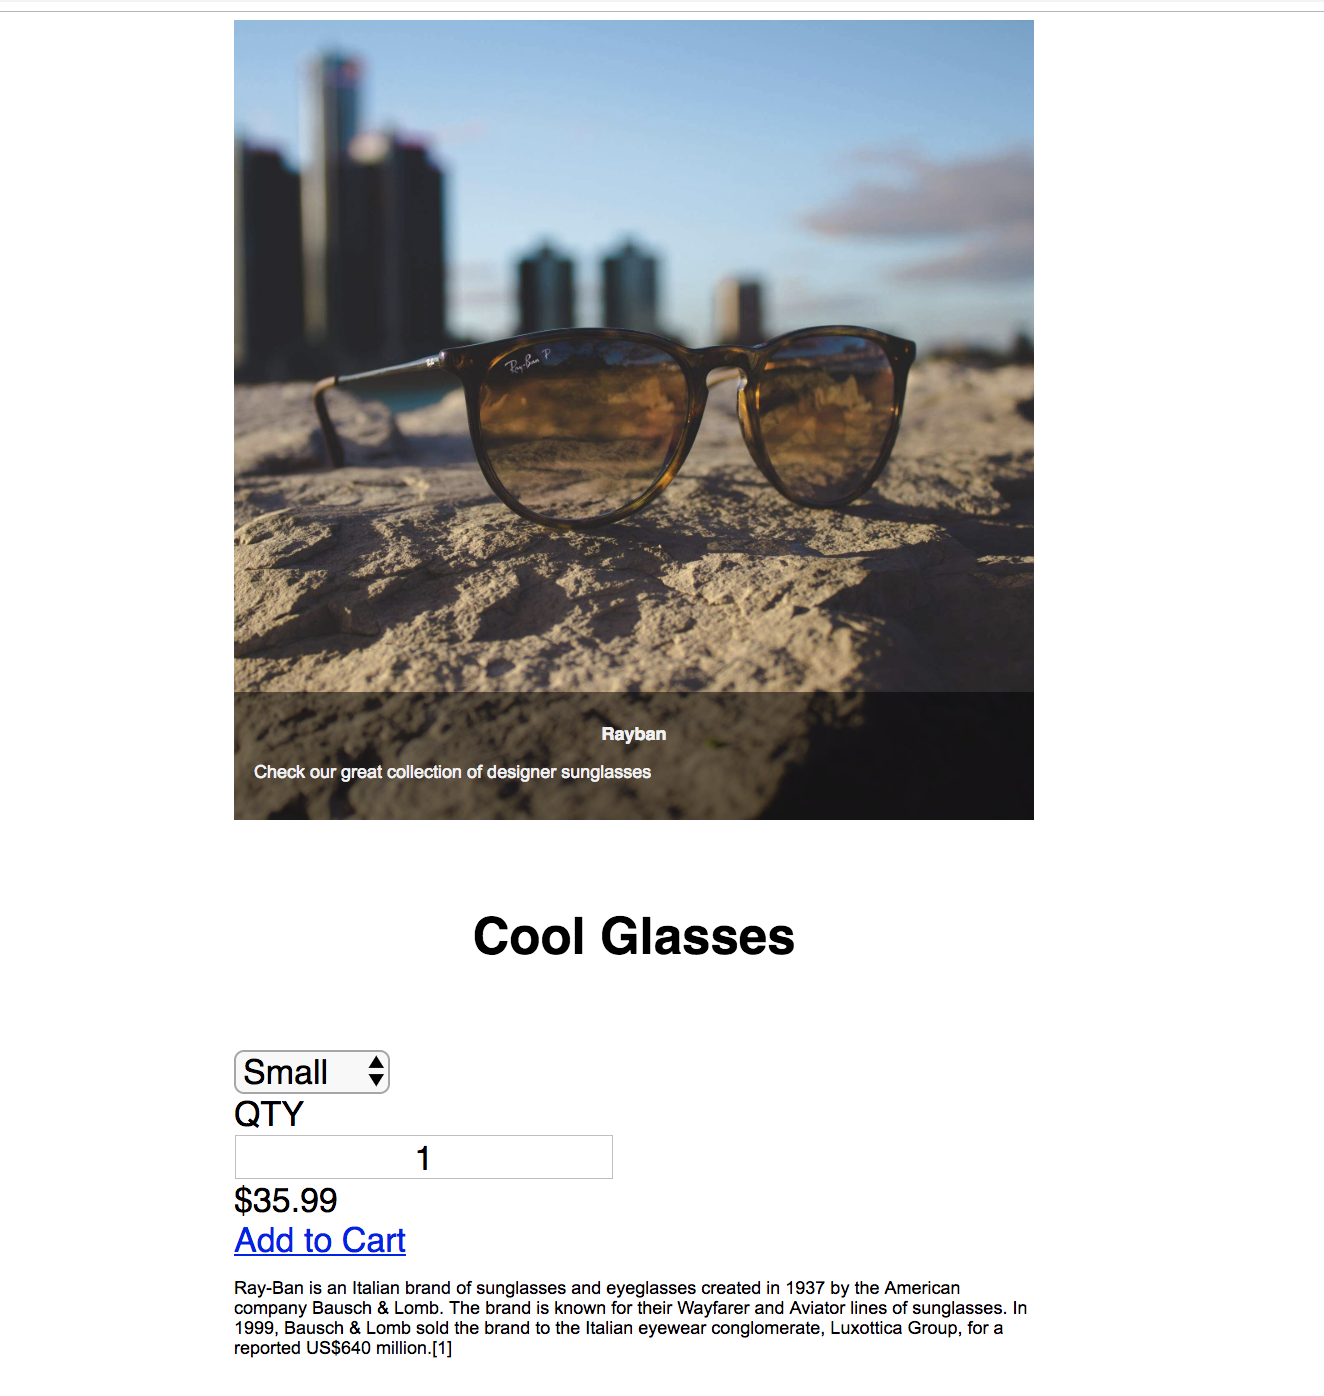 Ray-Ban P
Rayban
Check our great collection of designer sunglasses
Cool Glasses
Small
QTY
1
$35.99
Add to Cart
Ray-Ban is an Italian brand of sunglasses and eyeglasses created in 1937 by the American
company Bausch & Lomb. The brand is known for their Wayfarer and Aviator lines of sunglasses. In
1999, Bausch & Lomb sold the brand to the Italian eyewear conglomerate, Luxottica Group, for a
reported US$640 million.[1]